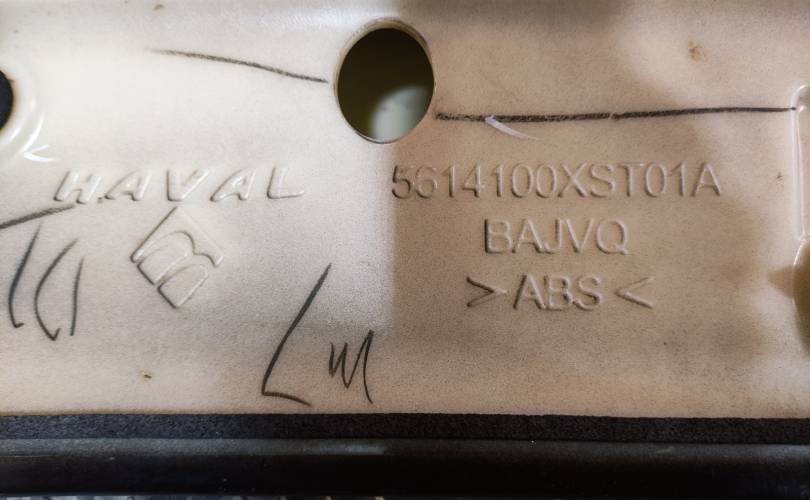 HAVAL
5614100XST01A
BAJVQ
>ABS<